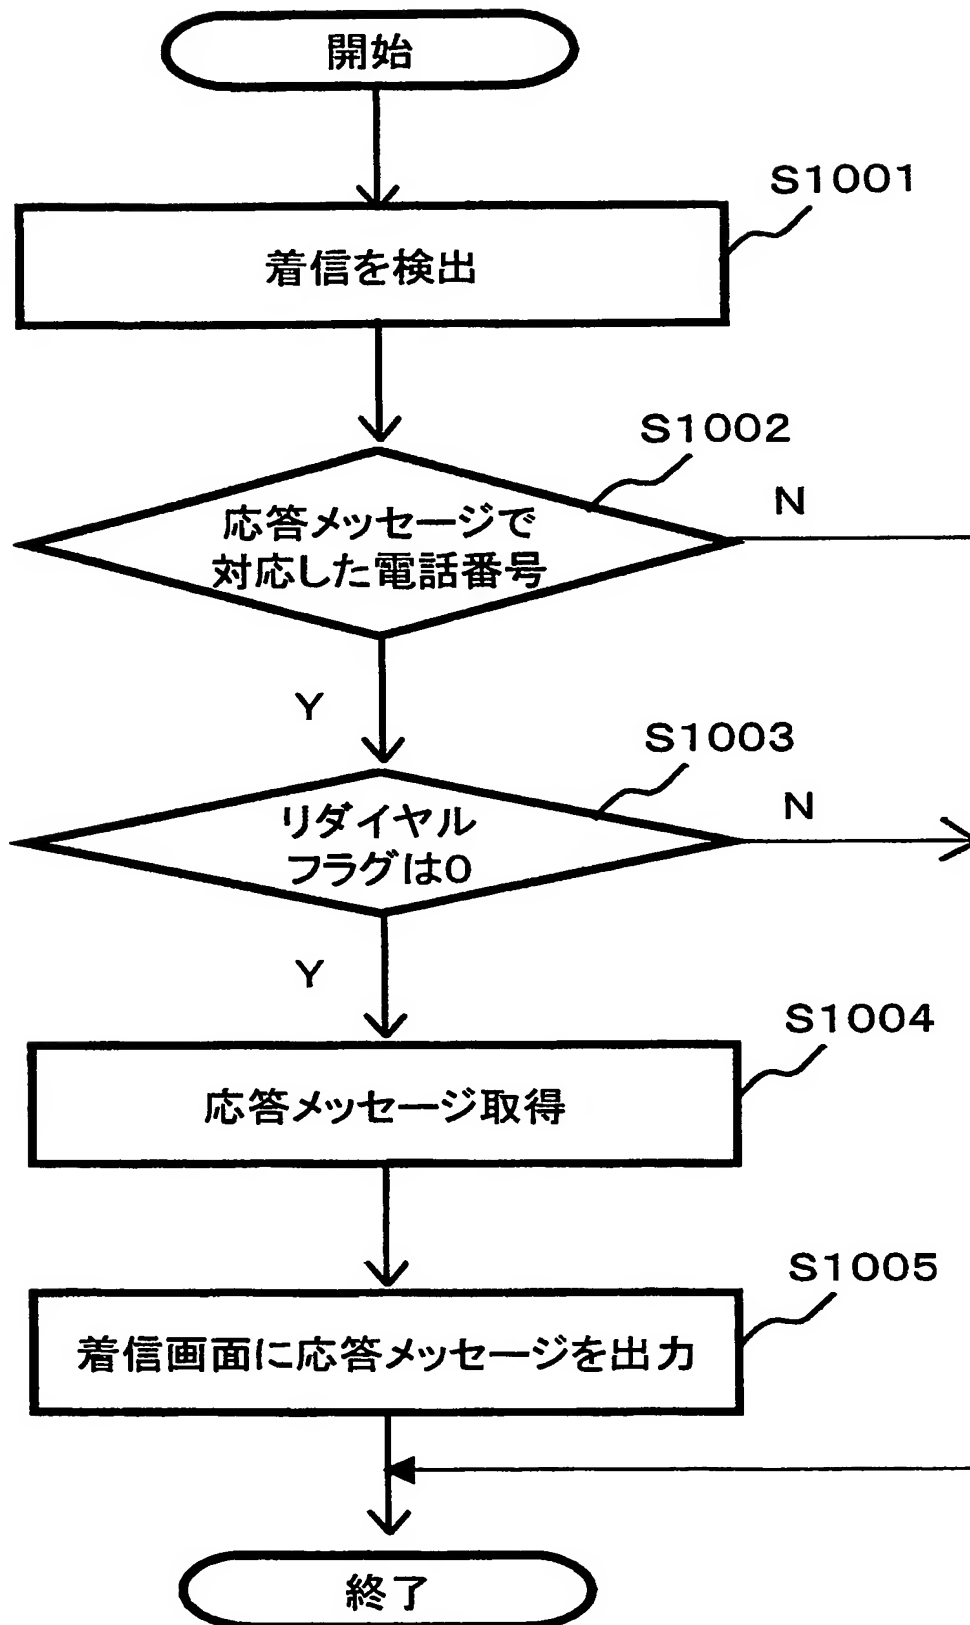 開始
S1001
着信を検出
S1002
応答メッセージで
対応した電話番号
N
Y
S1003
リダイヤル
フラグは0
N
Y
S1004
応答メッセージ取得
S1005
着信画面に応答メッセージを出力
終了